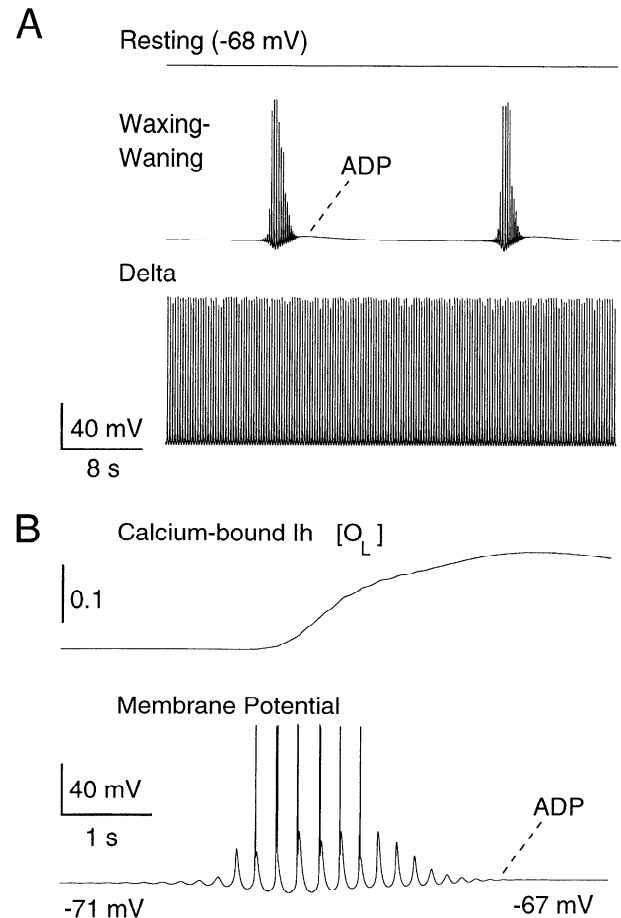 A
Resting (-68 mV)
Waxing-
Waning
ADP
Delta
40 mV
8 s
B
Calcium-bound Ih [OL]
0.1
Membrane Potential
40 mV
1 s
ADP
-71 mV
-67 mV